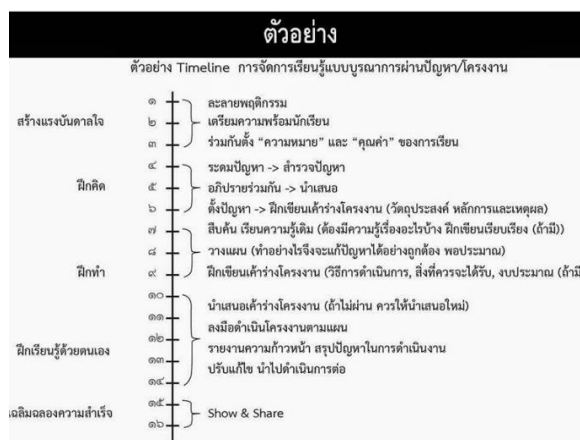 ตัวอย่าง
ตัวอย่าง Timeline การจัดการเรียนรู้แบบบูรณาการผ่านปัญหา/โครงงาน
สร้างแรงบันดาลใจ
๑ ละลายพฤติกรรม
๒ เตรียมความพร้อมนักเรียน
๓ ร่วมกันตั้ง “ความหมาย” และ “คุณค่า” ของการเรียน
ฝึกคิด
๔ ระดมปัญหา -> สำรวจปัญหา
๕ อภิปรายร่วมกัน -> นำเสนอ
๖ ตั้งปัญหา -> ฝึกเขียนเค้าร่างโครงงาน (วัตถุประสงค์ หลักการและเหตุผล)
ฝึกทำ
๗ สืบค้น เรียนความรู้เดิม (ต้องมีความรู้เรื่องอะไรบ้าง ฝึกเขียนเรียบเรียง (ถ้ามี))
๘ วางแผน (ทำอย่างไรจึงจะแก้ปัญหาได้อย่างถูกต้อง พอประมาณ)
๙ ฝึกเขียนเค้าร่างโครงงาน (วิธีการดำเนินการ, สิ่งที่ควรจะได้รับ, งบประมาณ (ถ้ามี
ฝึกเรียนรู้ด้วยตนเอง
๑๐ นำเสนอเค้าร่างโครงงาน (ถ้าไม่ผ่าน ควรให้นำเสนอใหม่)
๑๑ ลงมือดำเนินโครงงานตามแผน
๑๒ รายงานความก้าวหน้า สรุปปัญหาในการดำเนินงาน
๑๓ ปรับแก้ไข นำไปดำเนินการต่อ
๑๔
ฉลิมฉลองความสำเร็จ
๑๕ Show & Share
๑๖